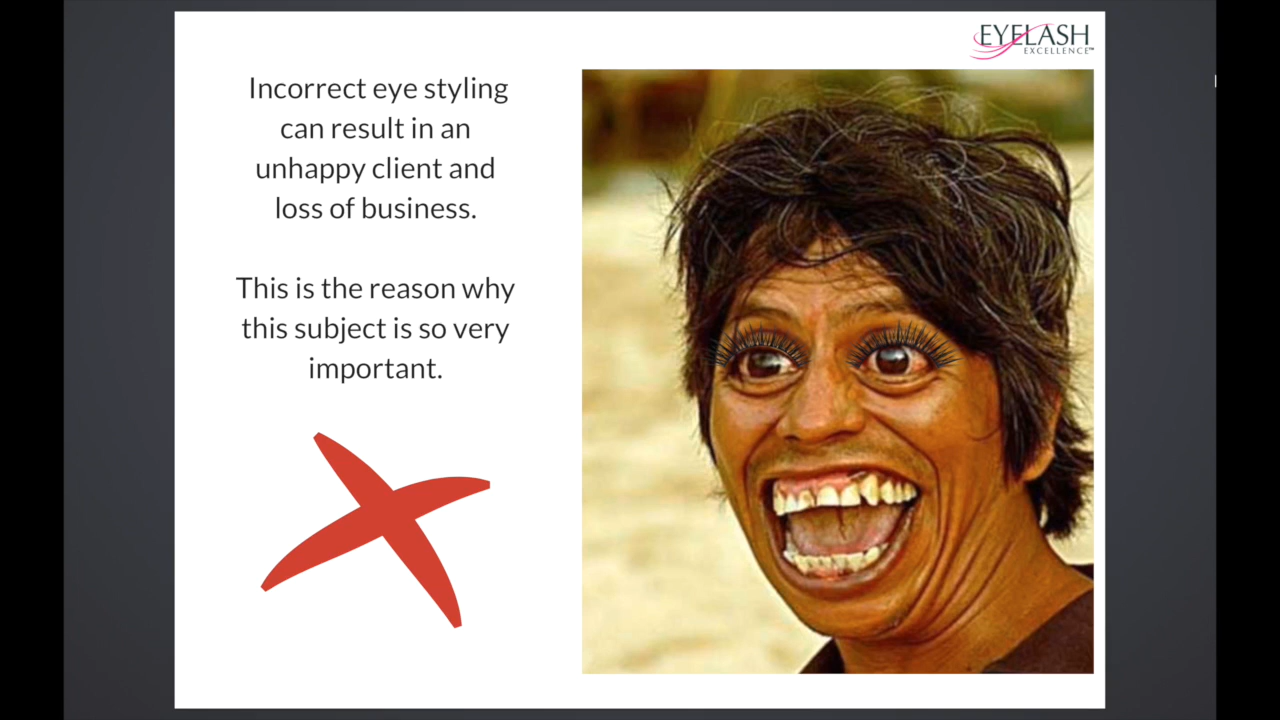 EYELASH
EXCELLENCE™
Incorrect eye styling
can result in an
unhappy client and
loss of business.
This is the reason why
this subject is so very
important.